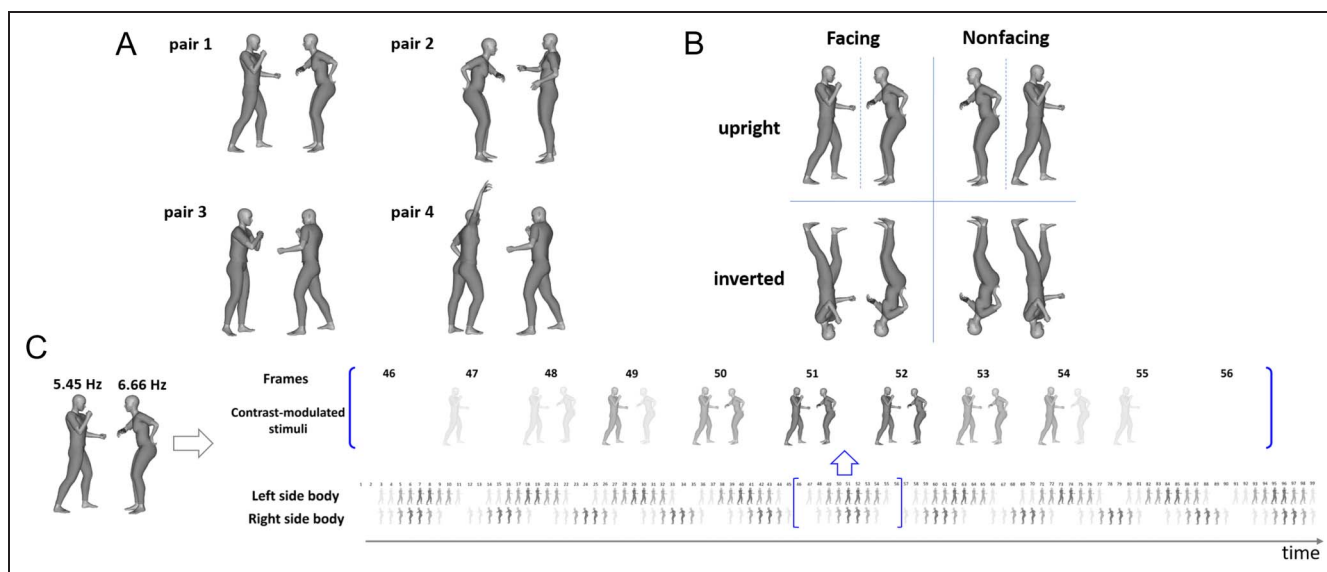 A
pair 1
pair 2
pair 3
pair 4
B
Facing
Nonfacing
upright
inverted
C
5.45 Hz
6.66 Hz
Frames
46 47 48 49 50 51 52 53 54 55 56
Contrast-modulated
stimuli
Left side body
Right side body
time